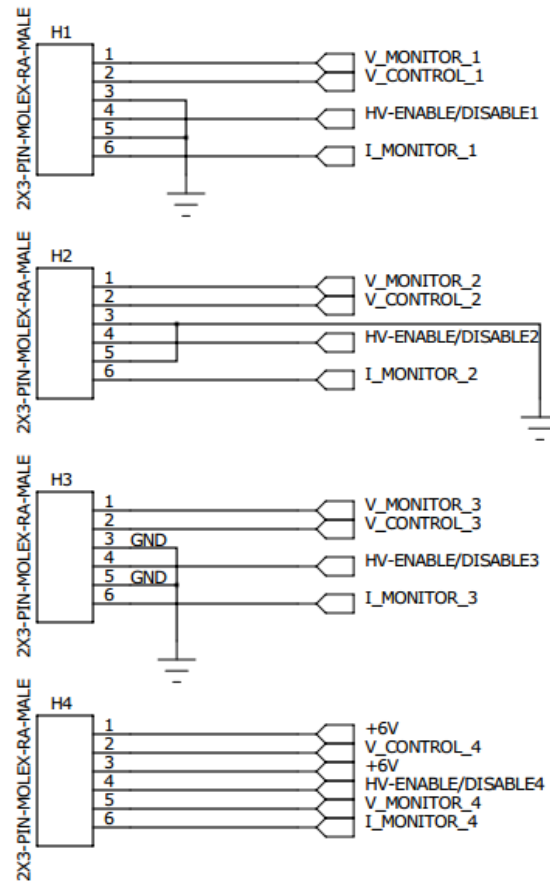 H1
2X3-PIN-MOLEX-RA-MALE
1 V_MONITOR_1
2 V_CONTROL_1
3
4 HV-ENABLE/DISABLE1
5
6 I_MONITOR_1
H2
2X3-PIN-MOLEX-RA-MALE
1 V_MONITOR_2
2 V_CONTROL_2
3
4 HV-ENABLE/DISABLE2
5
6 I_MONITOR_2
H3
2X3-PIN-MOLEX-RA-MALE
1 V_MONITOR_3
2 V_CONTROL_3
3 GND
4 HV-ENABLE/DISABLE3
5 GND
6 I_MONITOR_3
H4
2X3-PIN-MOLEX-RA-MALE
1 +6V
2 V_CONTROL_4
3 +6V
4 HV-ENABLE/DISABLE4
5 V_MONITOR_4
6 I_MONITOR_4